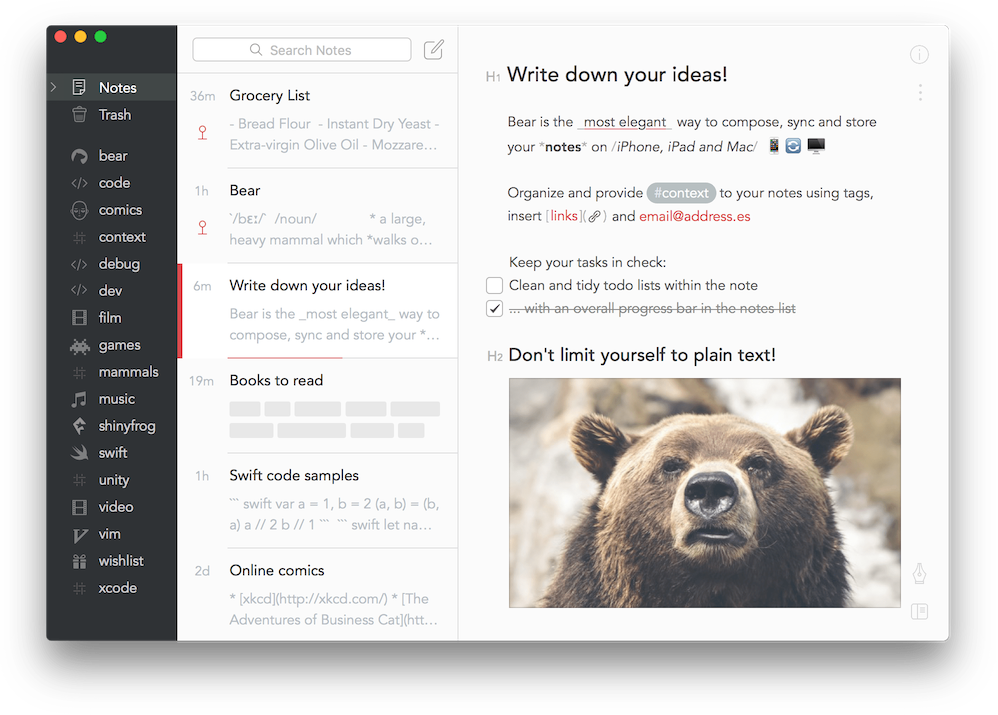 Notes
Trash
bear
code
comics
context
debug
dev
film
games
mammals
music
shinyfrog
swift
unity
video
vim
wishlist
xcode
Search Notes
36m Grocery List
- Bread Flour - Instant Dry Yeast -
Extra-virgin Olive Oil - Mozzare...
1h Bear
`/bɛː/` /noun/ * a large,
heavy mammal which *walks o...
6m Write down your ideas!
Bear is the _most elegant_ way to
compose, sync and store your *...
19m Books to read
1h Swift code samples
``` swift var a = 1, b = 2 (a, b) = (b,
a) a // 2 b // 1 ``` ``` swift let na...
2d Online comics
* [xkcd](http://xkcd.com/) * [The
Adventures of Business Cat](htt...
H1 Write down your ideas!
Bear is the _most elegant_ way to compose, sync and store
your *notes* on /iPhone, iPad and Mac/ 📱 🔄 🖥
Organize and provide #context to your notes using tags,
insert [links](🔗) and email@address.es
Keep your tasks in check:
Clean and tidy todo lists within the note
... with an overall progress bar in the notes list
H2 Don't limit yourself to plain text!